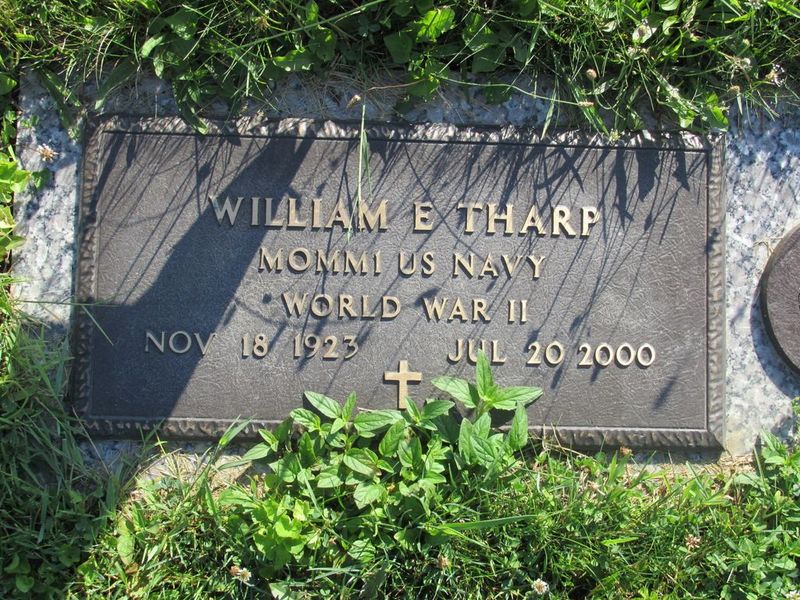 WILLIAM E THARP
MOMM1 US NAVY
WORLD WAR II
NOV 18 1923 JUL 20 2000